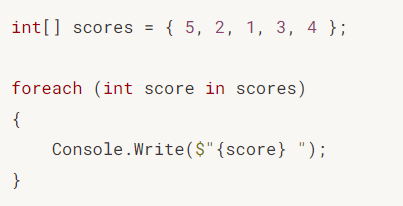 int[] scores = { 5, 2, 1, 3, 4 };
foreach (int score in scores)
{
    Console.Write($"{score} ");
}